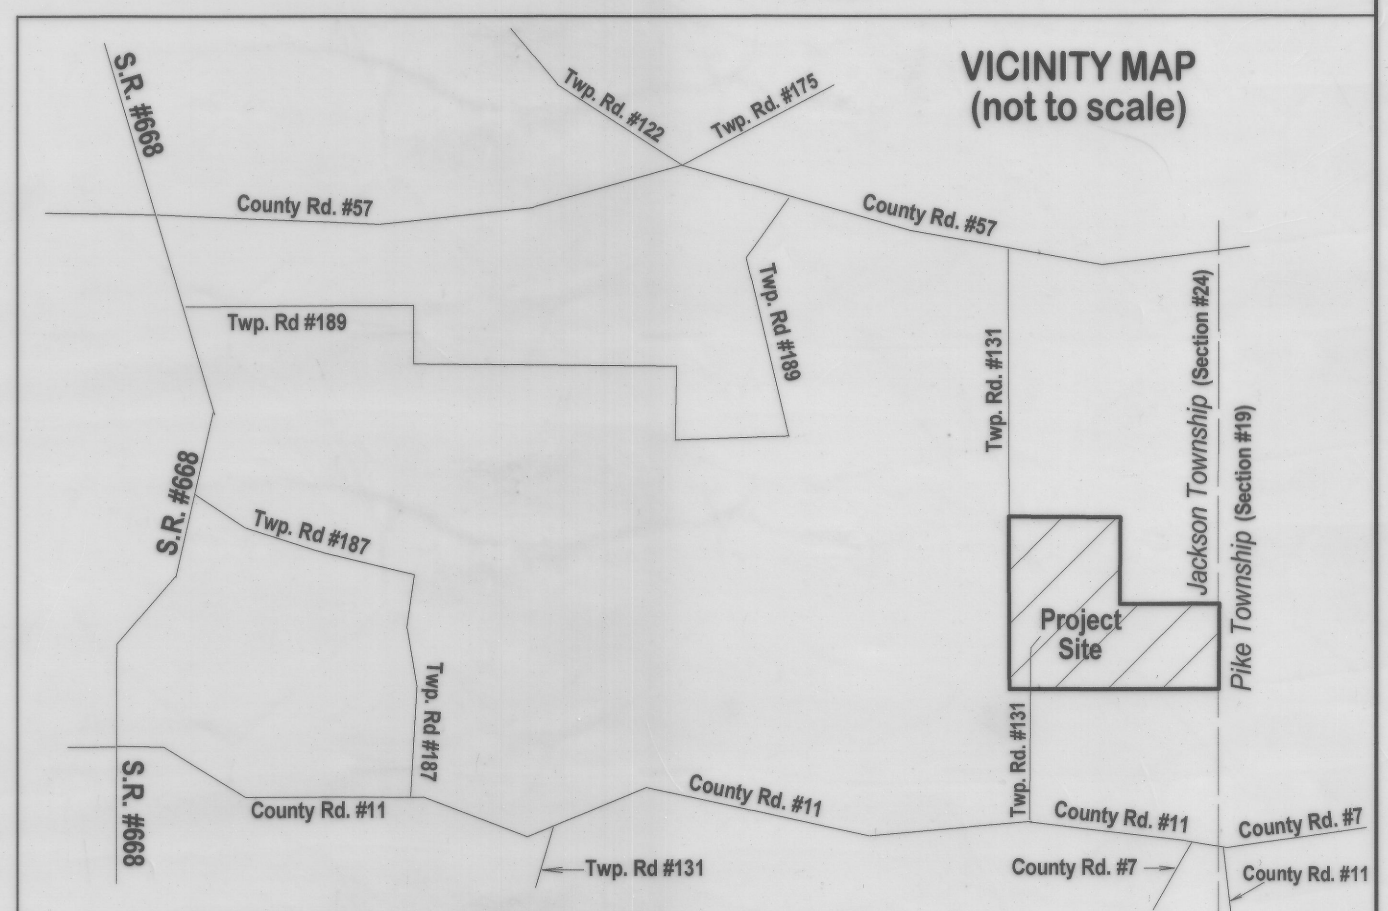 VICINITY MAP
(not to scale)
S.R. #668
Twp. Rd. #122
Twp. Rd. #175
County Rd. #57
County Rd. #57
Twp. Rd #189
Twp. Rd #189
Twp. Rd. #131
Jackson Township (Section #24)
Pike Township (Section #19)
S.R. #668
Twp. Rd #187
Project
Site
Twp. Rd #187
Twp. Rd. #131
S.R. #668
County Rd. #11
County Rd. #11
County Rd. #11
County Rd. #7
Twp. Rd #131
County Rd. #7
County Rd. #11